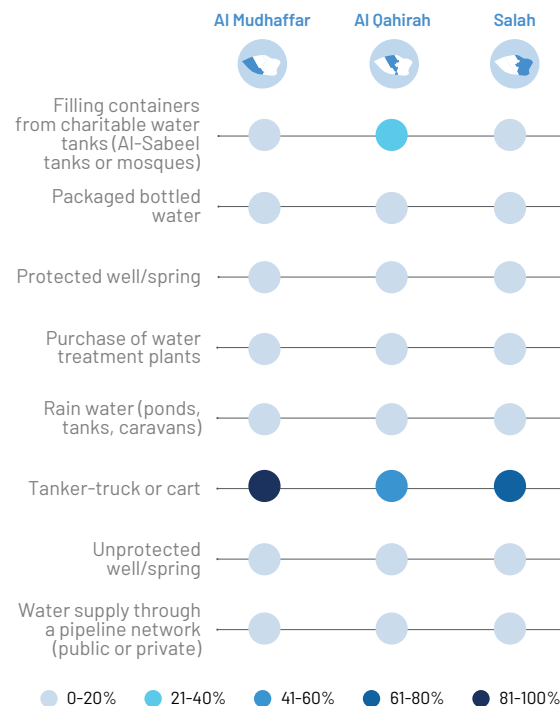 Al Mudhaffar
Al Qahirah
Salah
Filling containers
from charitable water
tanks (Al-Sabeel
tanks or mosques)
Packaged bottled
water
Protected well/spring
Purchase of water
treatment plants
Rain water (ponds,
tanks, caravans)
Tanker-truck or cart
Unprotected
well/spring
Water supply through
a pipeline network
(public or private)
0-20%
21-40%
41-60%
61-80%
81-100%